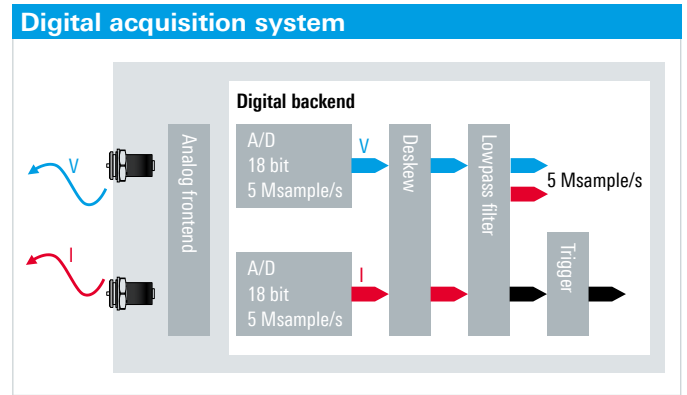 Digital acquisition system
Digital backend
V
I
Analog frontend
A/D
18 bit
5 Msample/s
V
A/D
18 bit
5 Msample/s
I
Deskew
Lowpass filter
5 Msample/s
Trigger